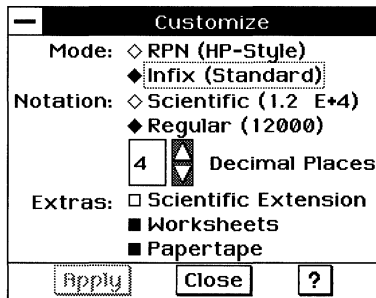 Customize
Mode: RPN (HP-Style)
Infix (Standard)
Notation: Scientific (1.2 E+4)
Regular (12000)
4 Decimal Places
Extras: Scientific Extension
Worksheets
Papertape
Apply Close ?